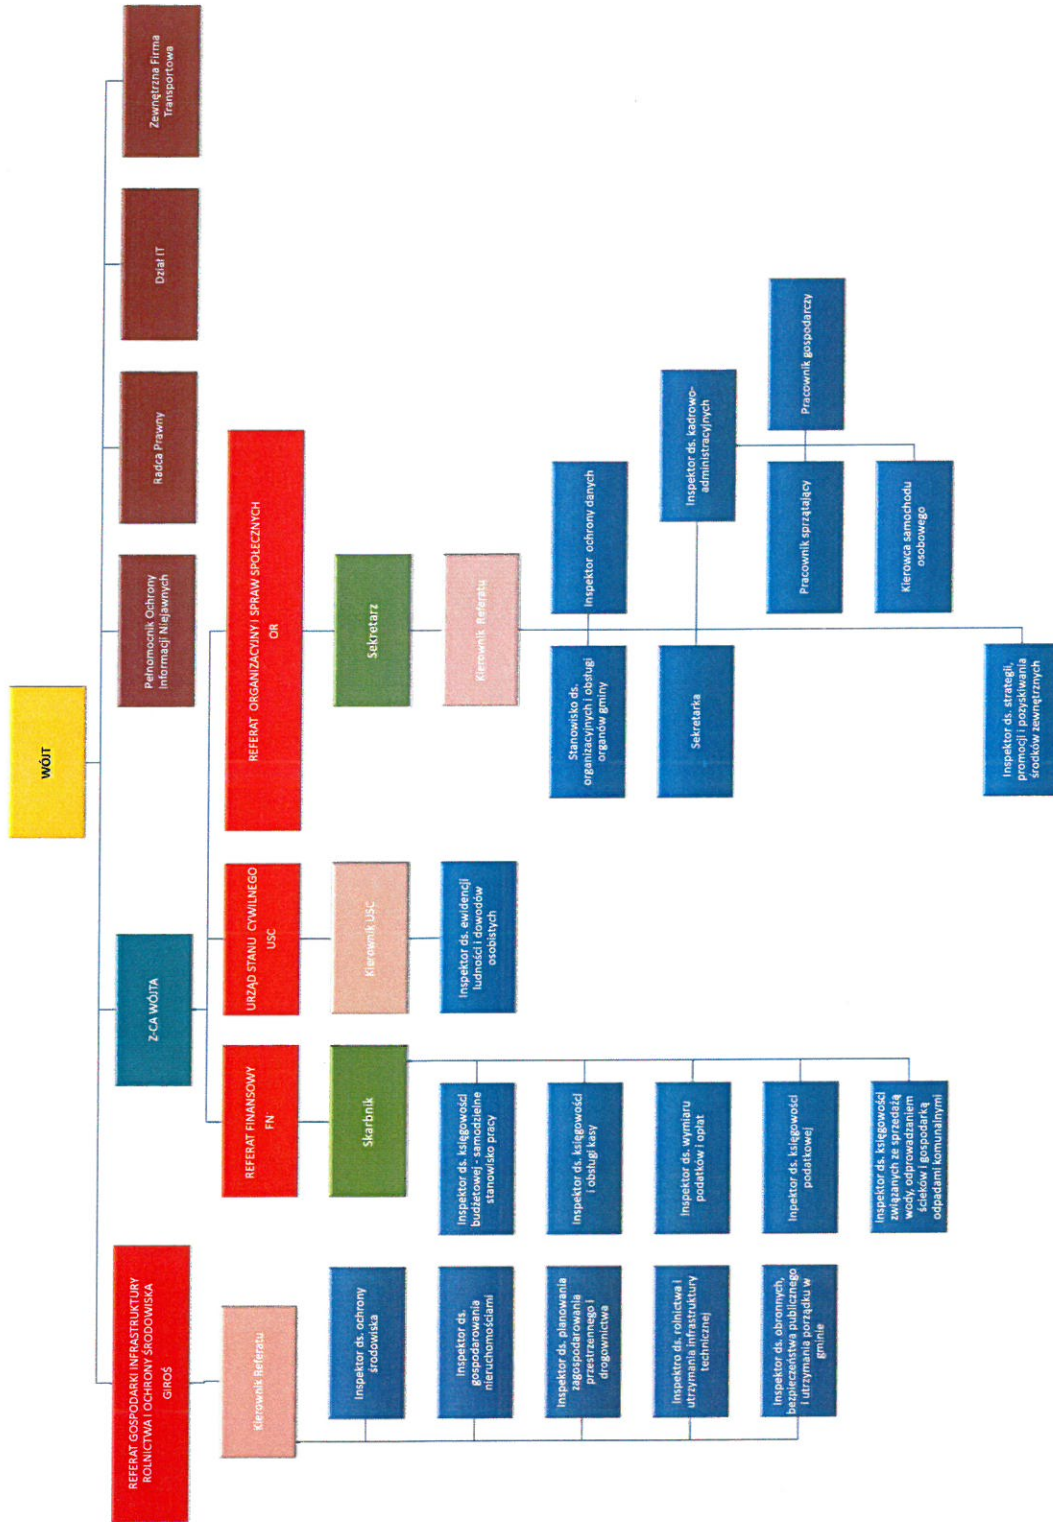 WÓJT
REFERAT GOSPODARKI INFRASTRUKTURY
ROLNICTWA I OCHRONY ŚRODOWISKA
GIROŚ
Z-CA WÓJTA
Pełnomocnik Ochrony
Informacji Niejawnych
Radca Prawny
Dział IT
Zewnętrzna Firma
Transportowa
Kierownik Referatu
REFERAT FINANSOWY
FN
URZĄD STANU CYWILNEGO
USC
REFERAT ORGANIZACYJNY I SPRAW SPOŁECZNYCH
OR
Inspektor ds. ochrony
środowiska
Skarbnik
Kierownik USC
Sekretarz
Inspektor ds.
gospodarowania
nieruchomościami
Inspektor ds. księgowości
budżetowej - samodzielne
stanowisko pracy
Inspektor ds. ewidencji
ludności i dowodów
osobistych
Kierownik Referatu
Inspektor ds. planowania
zagospodarowania
przestrzennego i
drogownictwa
Inspektor ds. księgowości
i obsługi kasy
Stanowisko ds.
organizacyjnych i obsługi
organów gminy
Inspektor ochrony danych
Inspektro ds. rolnictwa i
utrzymania infrastruktury
technicznej
Inspektor ds. wymiaru
podatków i opłat
Sekretarka
Inspektor ds. kadrowo-
administracyjnych
Inspektor ds. obronnych,
bezpieczeństwa publicznego
i utrzymania porządku w
gminie
Inpektor ds. księgowości
podatkowej
Pracownik sprzątający
Pracownik gospodarczy
Inspektor ds. księgowości
związanych ze sprzedażą
wody, odprowadzaniem
ścieków i gospodarką
odpadami komunalnymi
Kierowca samochodu
osobowego
Inspektor ds. strategii,
promocji i pozyskiwania
środków zewnętrznych